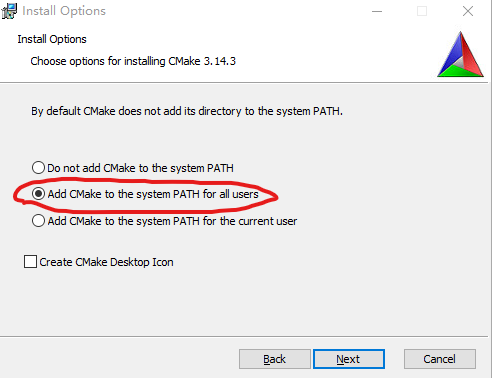 Install Options
Install Options
Choose options for installing CMake 3.14.3
By default CMake does not add its directory to the system PATH.
Do not add CMake to the system PATH
Add CMake to the system PATH for all users
Add CMake to the system PATH for the current user
Create CMake Desktop Icon
Back Next Cancel